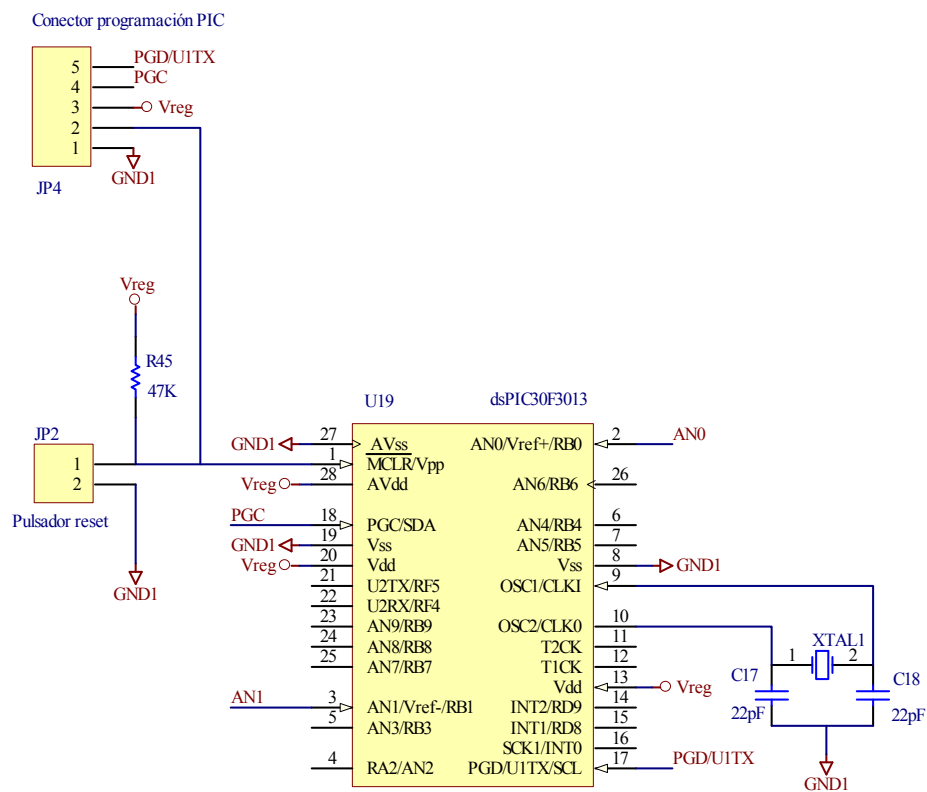 Conector programación PIC
5 PGD/U1TX
4 PGC
3 Vreg
2
1
GND1
JP4
Vreg
R45
47K
JP2
1
2
Pulsador reset
GND1
U19 dsPIC30F3013
GND1 27 AVss
1 MCLR/Vpp
Vreg 28 AVdd
PGC 18 PGC/SDA
GND1 19 Vss
Vreg 20 Vdd
21 U2TX/RF5
22 U2RX/RF4
23 AN9/RB9
24 AN8/RB8
25 AN7/RB7
AN1 3 AN1/Vref-/RB1
5 AN3/RB3
4 RA2/AN2
AN0/Vref+/RB0 2 AN0
AN6/RB6 26
AN4/RB4 6
AN5/RB5 7
Vss 8 GND1
OSC1/CLKI 9
OSC2/CLK0 10
T2CK 11
T1CK 12
Vdd 13 Vreg
INT2/RD9 14
INT1/RD8 15
SCK1/INT0 16
PGD/U1TX/SCL 17 PGD/U1TX
XTAL1
1 2
C17
22pF
C18
22pF
GND1